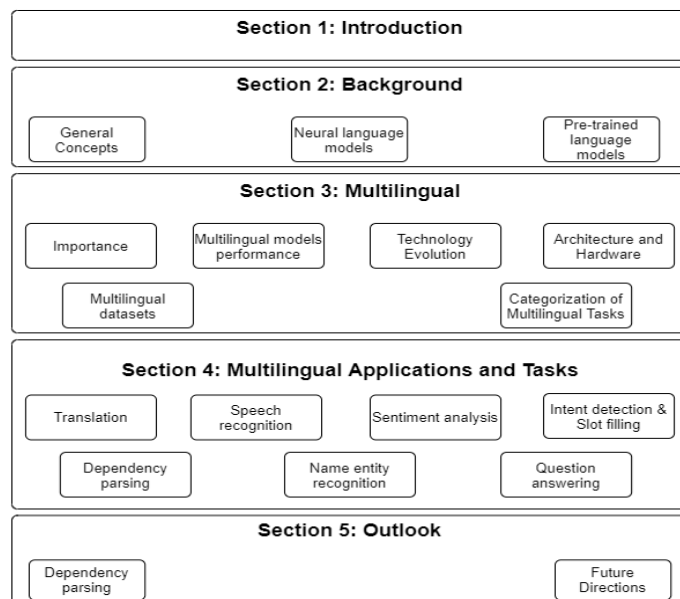 Section 1: Introduction
Section 2: Background
General
Concepts
Neural language
models
Pre-trained
language
models
Section 3: Multilingual
Importance
Multilingual models
performance
Technology
Evolution
Architecture and
Hardware
Multilingual
datasets
Categorization of
Multilingual Tasks
Section 4: Multilingual Applications and Tasks
Translation
Speech
recognition
Sentiment analysis
Intent detection &
Slot filling
Dependency
parsing
Name entity
recognition
Question
answering
Section 5: Outlook
Dependency
parsing
Future
Directions